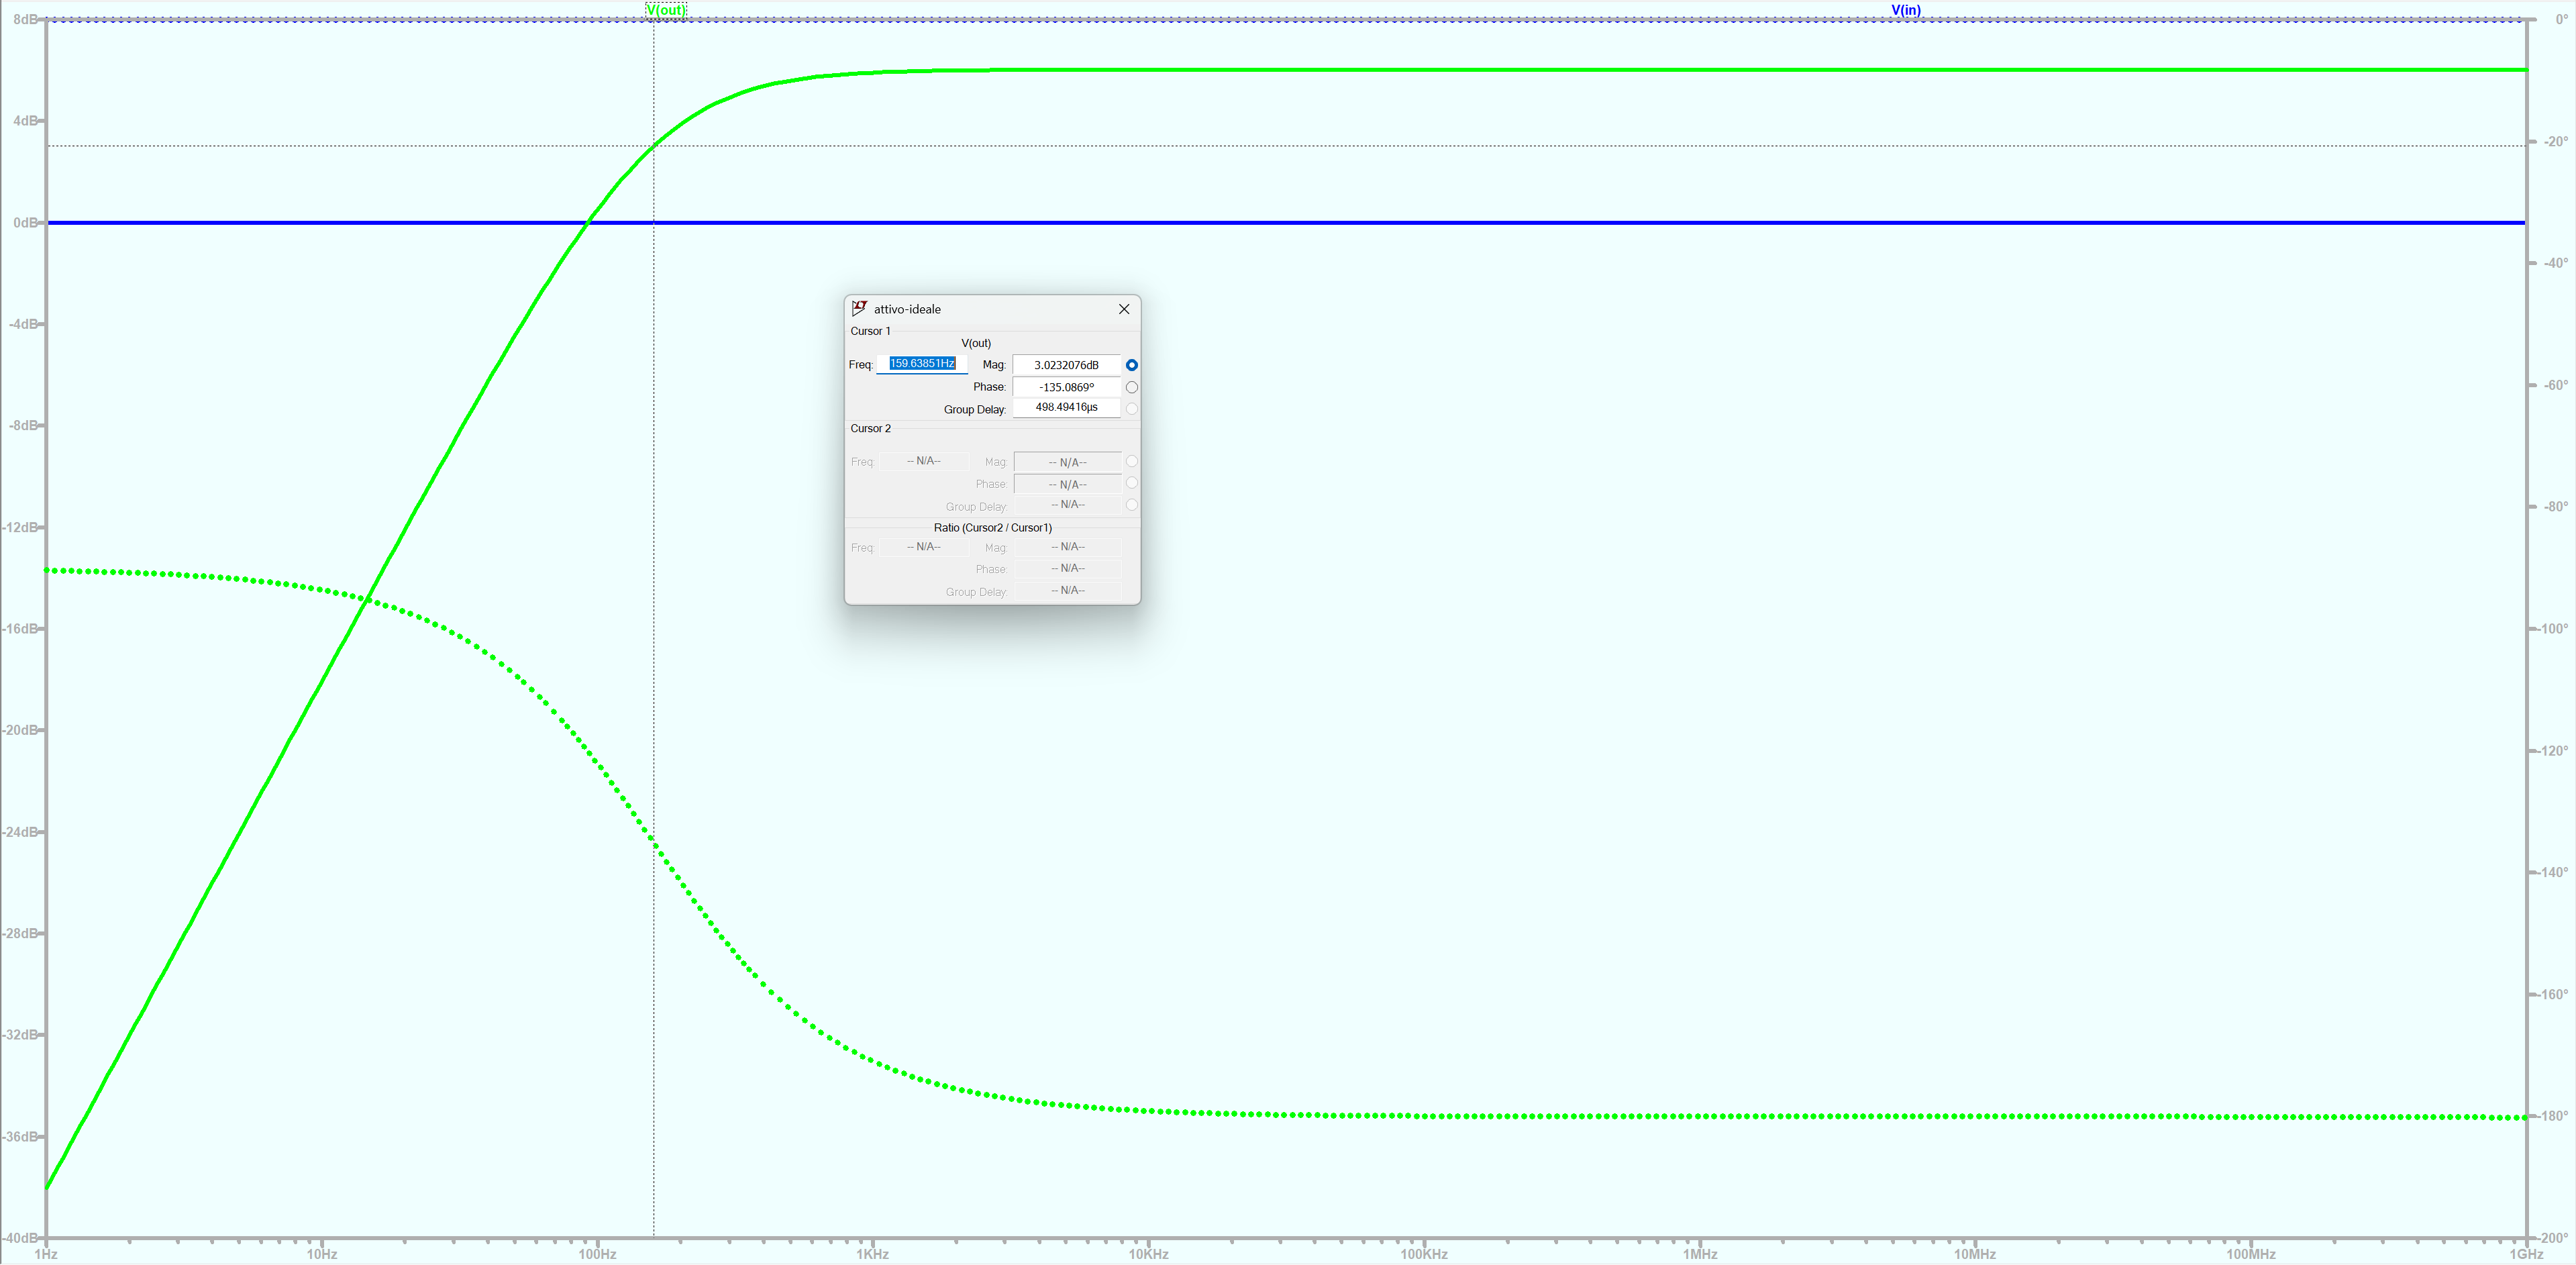 V(out) V(in)
8dB 0°
4dB
-20°
0dB
-40°
-4dB
-60°
-8dB
-80°
-12dB
-100°
-16dB
-120°
-20dB
-140°
-24dB
-160°
-28dB
-180°
-32dB
-36dB
-40dB -200°
1Hz 10Hz 100Hz 1KHz 10KHz 100KHz 1MHz 10MHz 100MHz 1GHz
attivo-ideale
Cursor 1
V(out)
Freq: 159.63851Hz Mag: 3.0232076dB
Phase: -135.0869°
Group Delay: 498.49416µs
Cursor 2
Freq: -- N/A-- Mag: -- N/A--
Phase: -- N/A--
Group Delay: -- N/A--
Ratio (Cursor2 / Cursor1)
Freq: -- N/A-- Mag: -- N/A--
Phase: -- N/A--
Group Delay: -- N/A--